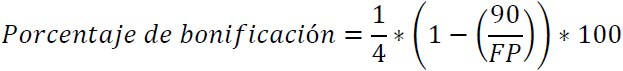 Porcentaje de bonificación = 1/4 * (1 − (90/FP)) * 100